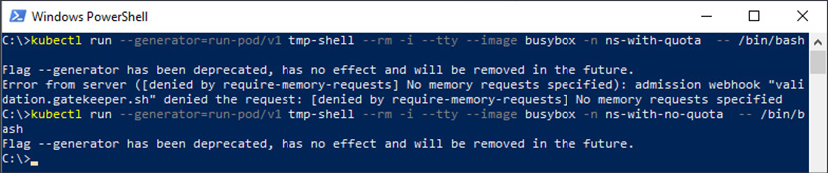 Windows PowerShell
C:\>kubectl run --generator=run-pod/v1 tmp-shell --rm -i --tty --image busybox -n ns-with-quota  -- /bin/bash
Flag --generator has been deprecated, has no effect and will be removed in the future.
Error from server ([denied by require-memory-requests] No memory requests specified): admission webhook "vali
dation.gatekeeper.sh" denied the request: [denied by require-memory-requests] No memory requests specified
C:\>kubectl run --generator=run-pod/v1 tmp-shell --rm -i --tty --image busybox -n ns-with-no-quota  -- /bin/b
ash
Flag --generator has been deprecated, has no effect and will be removed in the future.
C:\>